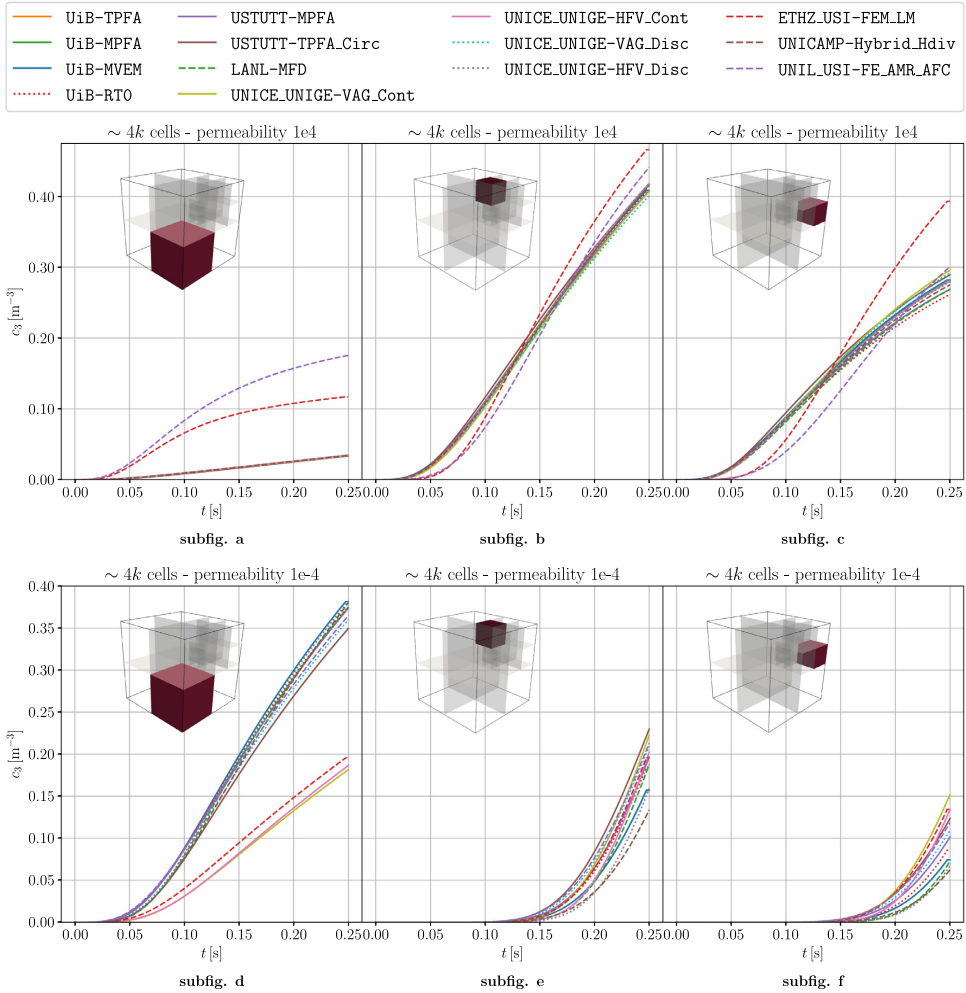 UiB-TPFA USTUTT-MPFA UNICE_UNIGE-HFV_Cont ETHZ_USI-FEM_LM
UiB-MPFA USTUTT-TPFA_Circ UNICE_UNIGE-VAG_Disc UNICAMP-Hybrid_Hdiv
UiB-MVEM LANL-MFD UNICE_UNIGE-HFV_Disc UNIL_USI-FE_AMR_AFC
UiB-RT0 UNICE_UNIGE-VAG_Cont
∼ 4k cells - permeability 1e4 ∼ 4k cells - permeability 1e4 ∼ 4k cells - permeability 1e4
0.40
0.30
c₃ [m⁻³]
0.20
0.10
0.00
0.00 0.05 0.10 0.15 0.20 0.25 0.00 0.05 0.10 0.15 0.20 0.25 0.00 0.05 0.10 0.15 0.20 0.25
t [s] t [s] t [s]
subfig. a subfig. b subfig. c
∼ 4k cells - permeability 1e-4 ∼ 4k cells - permeability 1e-4 ∼ 4k cells - permeability 1e-4
0.40
0.35
0.30
0.25
c₃ [m⁻³]
0.20
0.15
0.10
0.05
0.00
0.00 0.05 0.10 0.15 0.20 0.25 0.00 0.05 0.10 0.15 0.20 0.25 0.00 0.05 0.10 0.15 0.20 0.25
t [s] t [s] t [s]
subfig. d subfig. e subfig. f